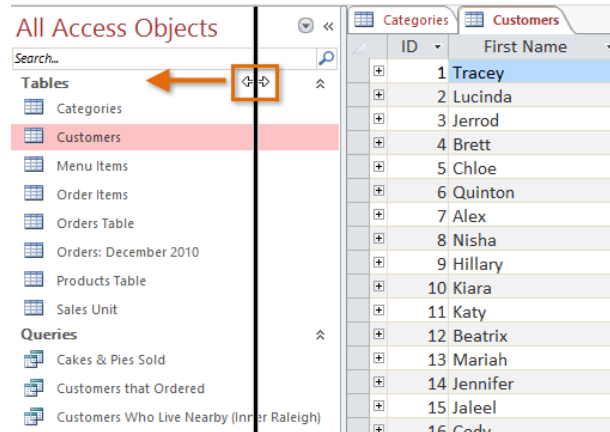 All Access Objects
Search...
Tables
Categories
Customers
Menu Items
Order Items
Orders Table
Orders: December 2010
Products Table
Sales Unit
Queries
Cakes & Pies Sold
Customers that Ordered
Customers Who Live Nearby (Inner Raleigh)
Categories Customers
ID First Name
1 Tracey
2 Lucinda
3 Jerrod
4 Brett
5 Chloe
6 Quinton
7 Alex
8 Nisha
9 Hillary
10 Kiara
11 Katy
12 Beatrix
13 Mariah
14 Jennifer
15 Jaleel
16 Cody